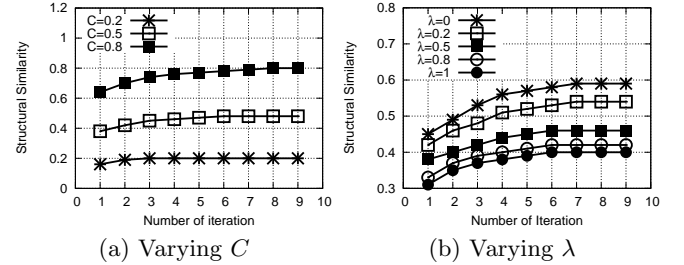 C=0.2
C=0.5
C=0.8
1.2
1
0.8
0.6
0.4
0.2
0
Structural Similarity
0 1 2 3 4 5 6 7 8 9 10
Number of iteration
(a) Varying C
λ=0
λ=0.2
λ=0.5
λ=0.8
λ=1
0.8
0.7
0.6
0.5
0.4
0.3
Structural Similarity
0 1 2 3 4 5 6 7 8 9 10
Number of Iteration
(b) Varying λ